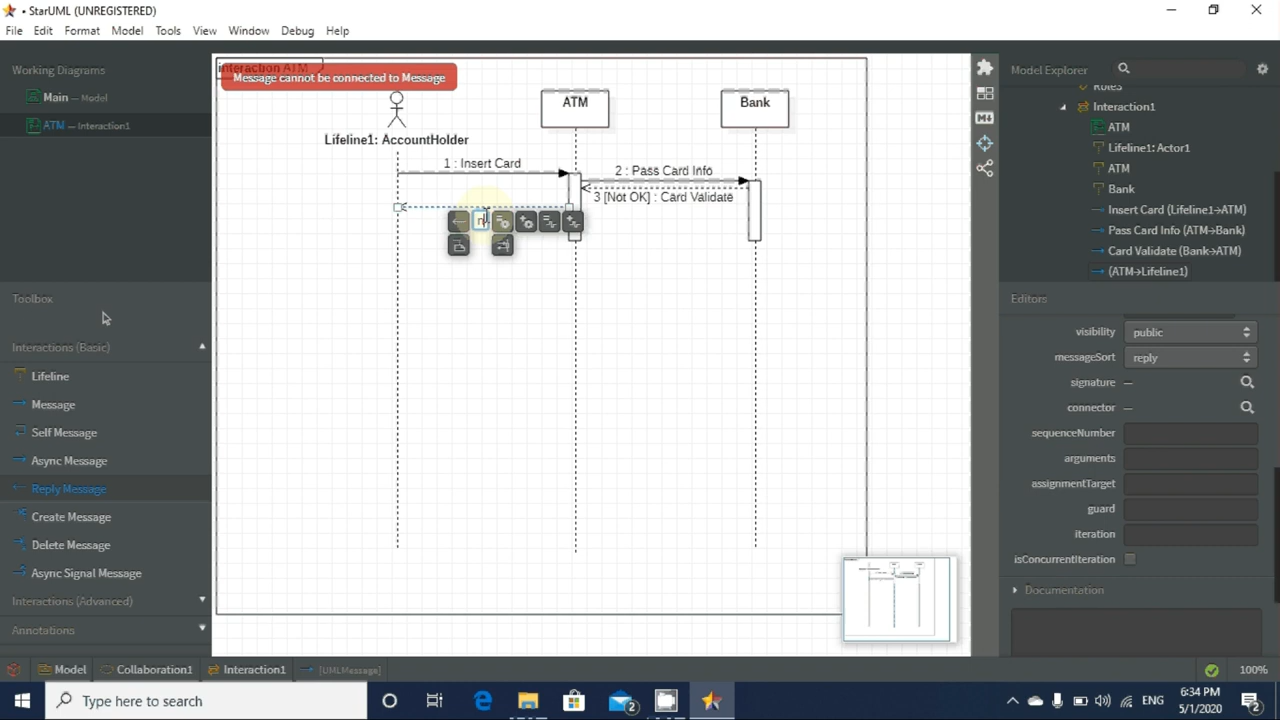 • StarUML (UNREGISTERED)
File Edit Format Model Tools View Window Debug Help
Working Diagrams
Main — Model
ATM — Interaction1
Toolbox
Interactions (Basic)
Lifeline
Message
Self Message
Async Message
Reply Message
Create Message
Delete Message
Async Signal Message
Interactions (Advanced)
Annotations
interaction ATM
Message cannot be connected to Message
ATM
Bank
Lifeline1: AccountHolder
1 : Insert Card
2 : Pass Card Info
3 [Not OK] : Card Validate
Model Explorer
Interaction1
ATM
Lifeline1: Actor1
ATM
Bank
Insert Card (Lifeline1→ATM)
Pass Card Info (ATM→Bank)
Card Validate (Bank→ATM)
(ATM→Lifeline1)
Editors
visibility public
messageSort reply
signature —
connector —
sequenceNumber
arguments
assignmentTarget
guard
iteration
isConcurrentIteration
Documentation
Model Collaboration1 Interaction1 [UMLMessage]
100%
Type here to search
2
ENG
6:34 PM
5/1/2020
2